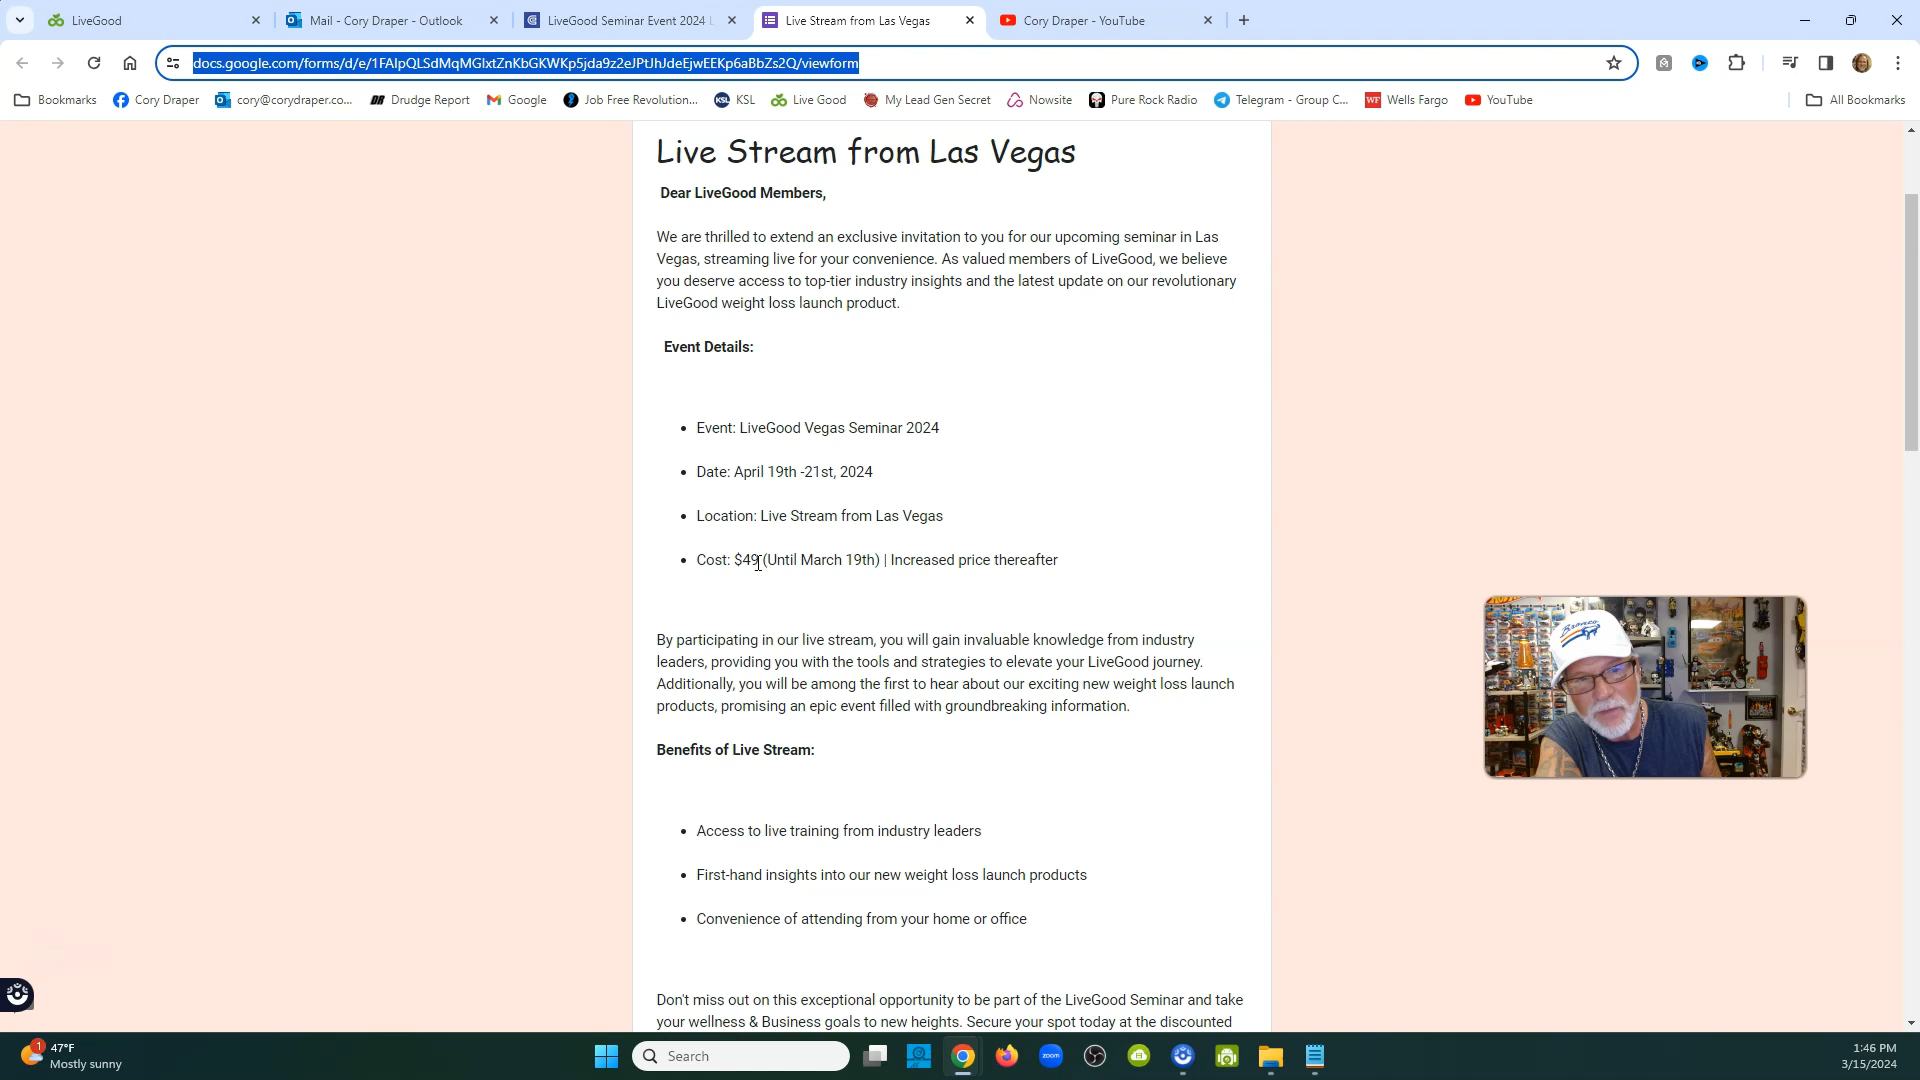 LiveGood
Mail - Cory Draper - Outlook
LiveGood Seminar Event 2024 L
Live Stream from Las Vegas
Cory Draper - YouTube
docs.google.com/forms/d/e/1FAIpQLSdMqMGlxtZnKbGKWKp5jda9z2eJPtJhJdeEjwEEKp6aBbZs2Q/viewform
Bookmarks
Cory Draper
cory@corydraper.co...
Drudge Report
Google
Job Free Revolution...
KSL
Live Good
My Lead Gen Secret
Nowsite
Pure Rock Radio
Telegram - Group C...
Wells Fargo
YouTube
All Bookmarks
Live Stream from Las Vegas
Dear LiveGood Members,
We are thrilled to extend an exclusive invitation to you for our upcoming seminar in Las
Vegas, streaming live for your convenience. As valued members of LiveGood, we believe
you deserve access to top-tier industry insights and the latest update on our revolutionary
LiveGood weight loss launch product.
Event Details:
• Event: LiveGood Vegas Seminar 2024
• Date: April 19th -21st, 2024
• Location: Live Stream from Las Vegas
• Cost: $49 (Until March 19th) | Increased price thereafter
By participating in our live stream, you will gain invaluable knowledge from industry
leaders, providing you with the tools and strategies to elevate your LiveGood journey.
Additionally, you will be among the first to hear about our exciting new weight loss launch
products, promising an epic event filled with groundbreaking information.
Benefits of Live Stream:
• Access to live training from industry leaders
• First-hand insights into our new weight loss launch products
• Convenience of attending from your home or office
Don't miss out on this exceptional opportunity to be part of the LiveGood Seminar and take
your wellness & Business goals to new heights. Secure your spot today at the discounted
Bronco
1
47°F
Mostly sunny
Search
zoom
1:46 PM
3/15/2024